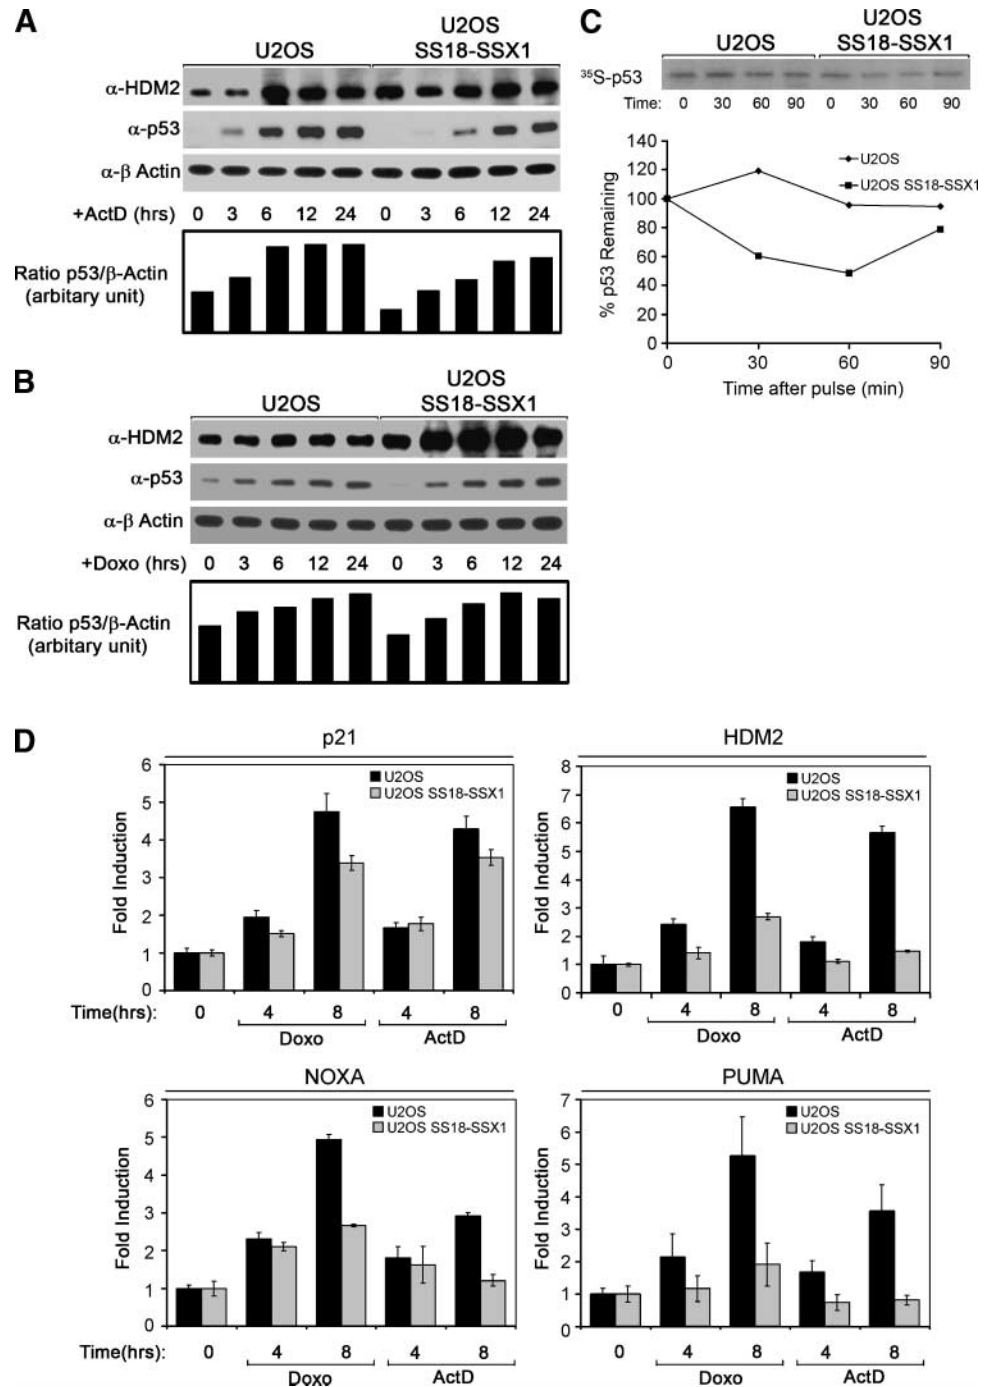 A
U2OS
U2OS
SS18-SSX1
α-HDM2
α-p53
α-β Actin
+ActD (hrs) 0 3 6 12 24 0 3 6 12 24
Ratio p53/β-Actin
(arbitary unit)
B
U2OS
U2OS
SS18-SSX1
α-HDM2
α-p53
α-β Actin
+Doxo (hrs) 0 3 6 12 24 0 3 6 12 24
Ratio p53/β-Actin
(arbitary unit)
C
U2OS
U2OS
SS18-SSX1
³⁵S-p53
Time: 0 30 60 90 0 30 60 90
140
120
100
80
60
40
20
0
% p53 Remaining
U2OS
U2OS SS18-SSX1
0 30 60 90
Time after pulse (min)
D
p21
6
5
4
3
2
1
0
Fold Induction
U2OS
U2OS SS18-SSX1
Time(hrs): 0 4 8 4 8
Doxo ActD
HDM2
8
7
6
5
4
3
2
1
0
Fold Induction
U2OS
U2OS SS18-SSX1
0 4 8 4 8
Doxo ActD
NOXA
6
5
4
3
2
1
0
Fold Induction
U2OS
U2OS SS18-SSX1
Time(hrs): 0 4 8 4 8
Doxo ActD
PUMA
7
6
5
4
3
2
1
0
Fold Induction
U2OS
U2OS SS18-SSX1
0 4 8 4 8
Doxo ActD